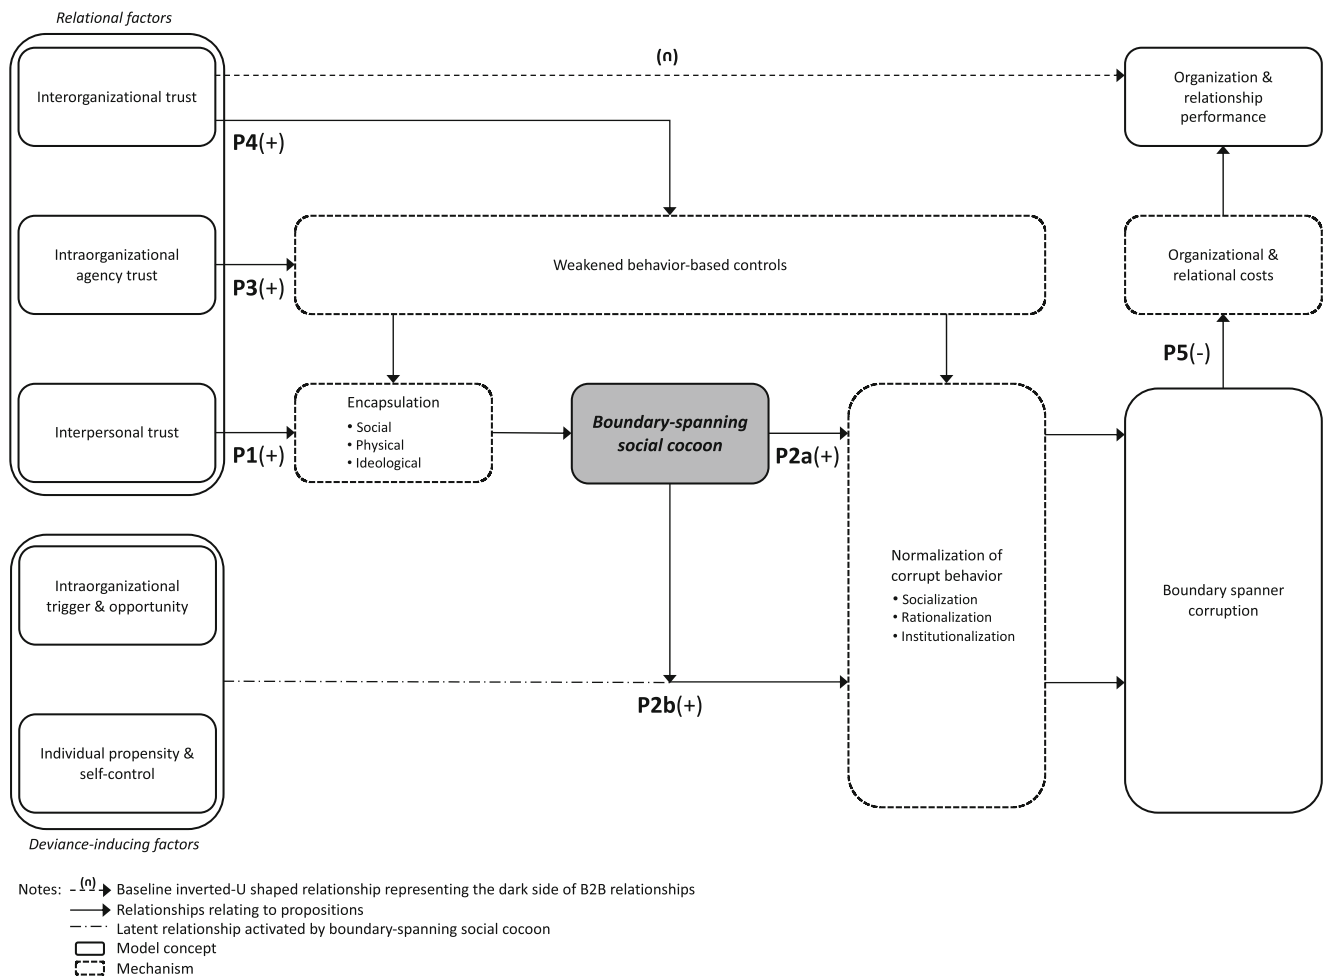 Relational factors
(∩)
Interorganizational trust
Organization &
relationship
performance
P4(+)
Intraorganizational
agency trust
P3(+)
Weakened behavior-based controls
Organizational &
relational costs
P5(-)
Interpersonal trust
P1(+)
Encapsulation
• Social
• Physical
• Ideological
Boundary-spanning
social cocoon
P2a(+)
Normalization of
corrupt behavior
• Socialization
• Rationalization
• Institutionalization
Boundary spanner
corruption
Intraorganizational
trigger & opportunity
P2b(+)
Individual propensity &
self-control
Deviance-inducing factors
Notes: (∩) Baseline inverted-U shaped relationship representing the dark side of B2B relationships
Relationships relating to propositions
Latent relationship activated by boundary-spanning social cocoon
Model concept
Mechanism